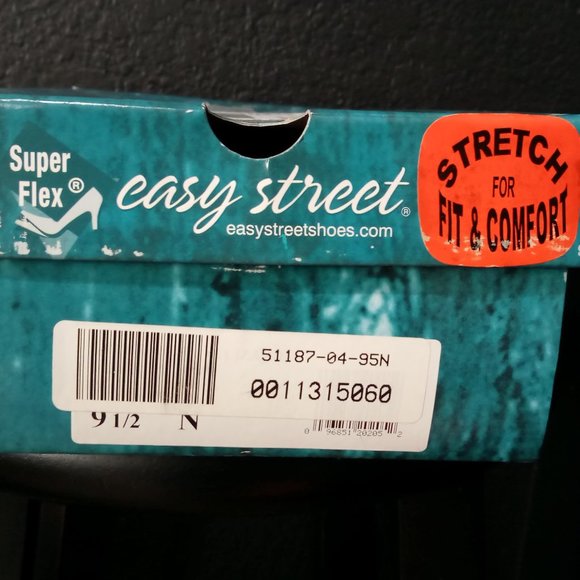 Super
Flex®
easy street®
easystreetshoes.com
STRETCH
FOR
FIT & COMFORT
51187-04-95N
0011315060
9 1/2 N
0 96851 20205 2